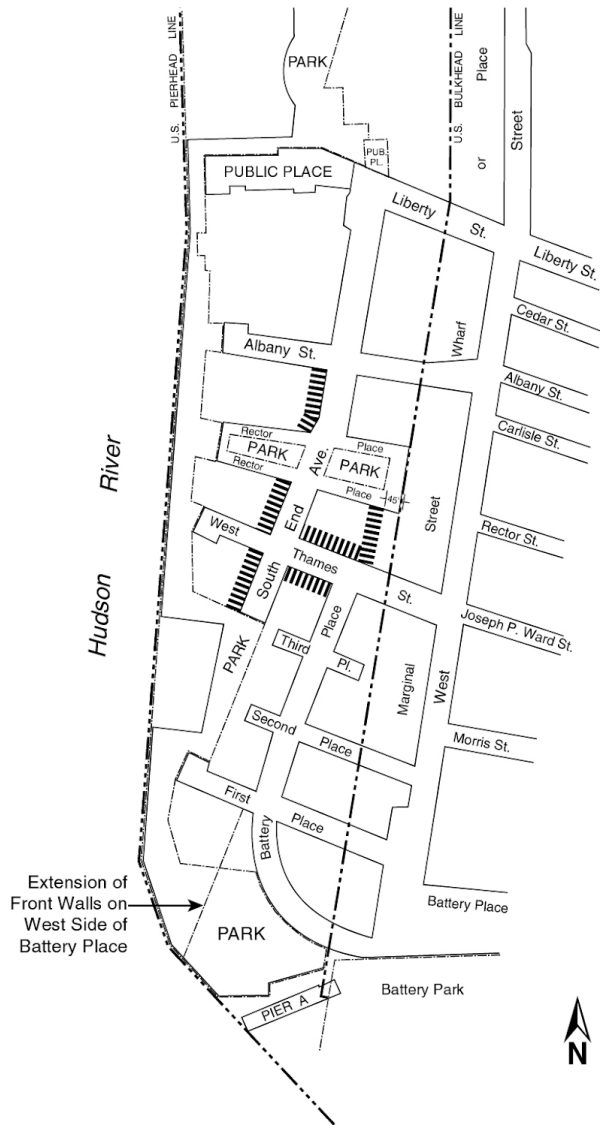 U.S. PIERHEAD LINE
PARK
U.S. BULKHEAD LINE
Place
or
Street
PUB.
PL.
PUBLIC PLACE
Liberty
St.
Liberty St.
Cedar St.
Wharf
Albany St.
Albany St.
Carlisle St.
Rector
Place
PARK
Ave.
PARK
Rector
Place
45'
Hudson River
End
Street
West
Rector St.
Thames
St.
South
Place
Joseph P. Ward St.
Third
Pl.
PARK
Marginal
West
Second
Place
Morris St.
First
Place
Battery
Extension of
Front Walls on
West Side of
Battery Place
Battery Place
PARK
PIER A
Battery Park
N